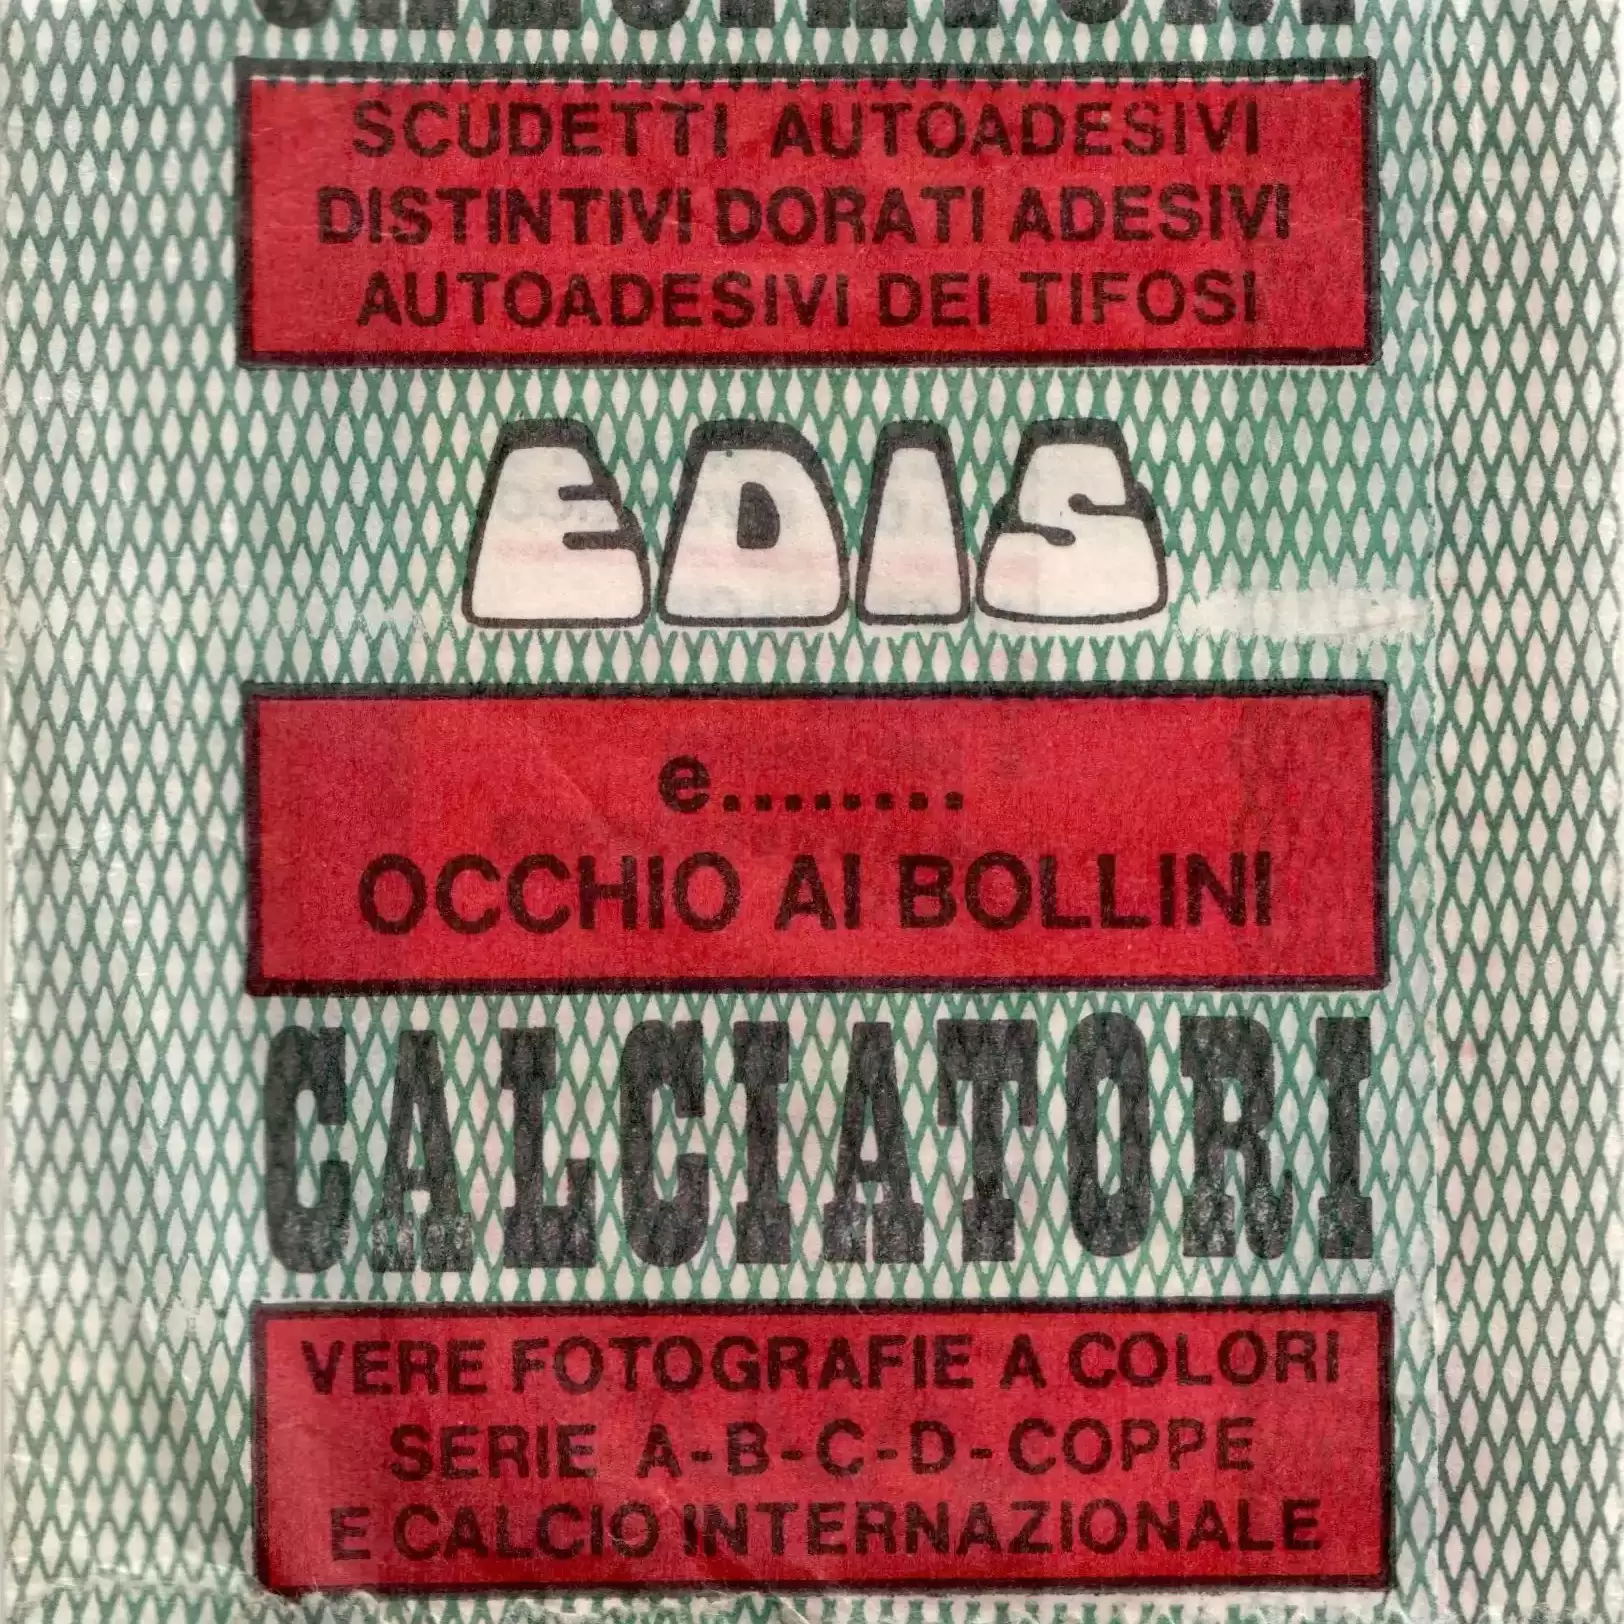 CALCIATORI
SCUDETTI AUTOADESIVI
DISTINTIVI DORATI ADESIVI
AUTOADESIVI DEI TIFOSI
EDIS
e........
OCCHIO AI BOLLINI
CALCIATORI
VERE FOTOGRAFIE A COLORI
SERIE A-B-C-D-COPPE
E CALCIO INTERNAZIONALE